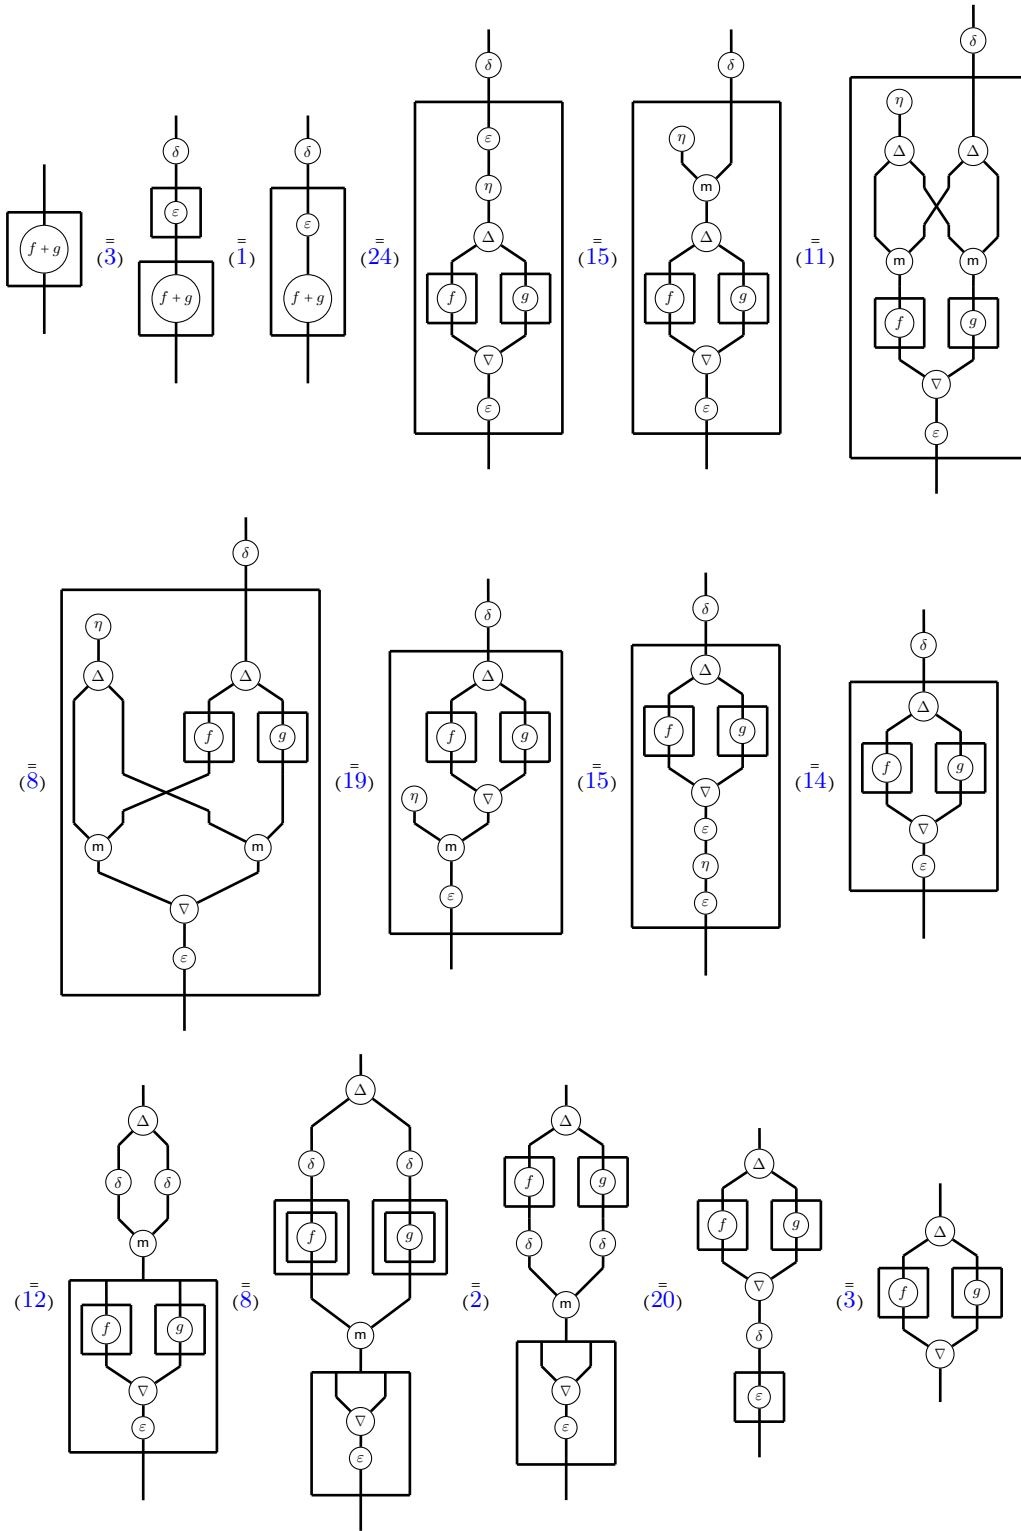 f + g
=
(3)
δ
ε
f + g
=
(1)
δ
ε
f + g
=
(24)
δ
ε
η
Δ
f g
∇
ε
=
(15)
δ
η
m
Δ
f g
∇
ε
=
(11)
δ
η
Δ Δ
m m
f g
∇
ε
=
(8)
δ
η
Δ Δ
f g
m m
∇
ε
=
(19)
δ
Δ
f g
η ∇
m
ε
=
(15)
δ
Δ
f g
∇
ε
η
ε
=
(14)
δ
Δ
f g
∇
ε
=
(12)
Δ
δ δ
m
f g
∇
ε
=
(8)
Δ
δ δ
f g
m
∇
ε
=
(2)
Δ
f g
δ δ
m
∇
ε
=
(20)
Δ
f g
∇
δ
ε
=
(3)
Δ
f g
∇